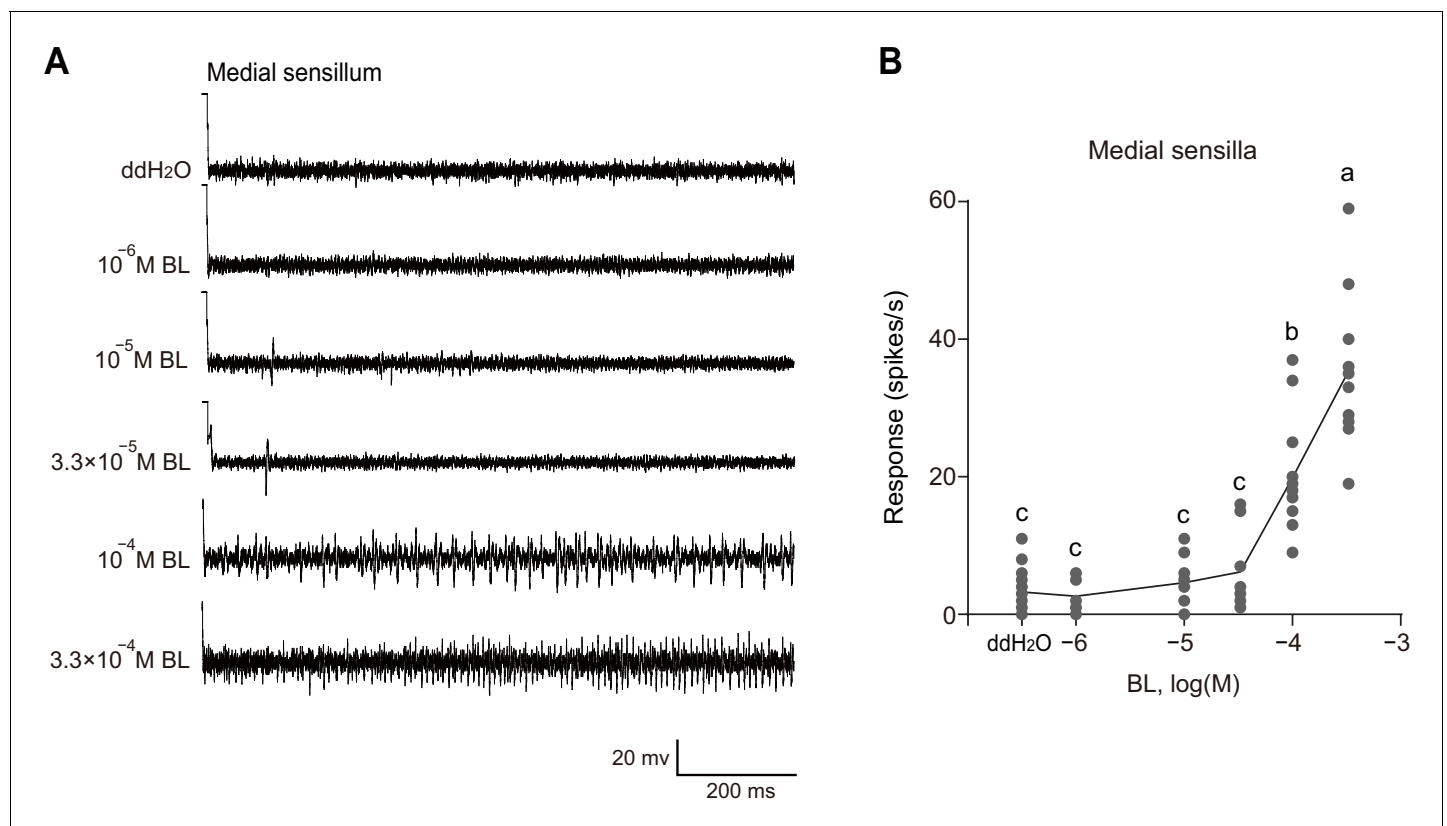 A
Medial sensillum
ddH₂O
10⁻⁶M BL
10⁻⁵M BL
3.3×10⁻⁵M BL
10⁻⁴M BL
3.3×10⁻⁴M BL
20 mv
200 ms
B
Medial sensilla
Response (spikes/s)
60
40
20
0
c
c
c
c
b
a
ddH₂O −6 −5 −4 −3
BL, log(M)